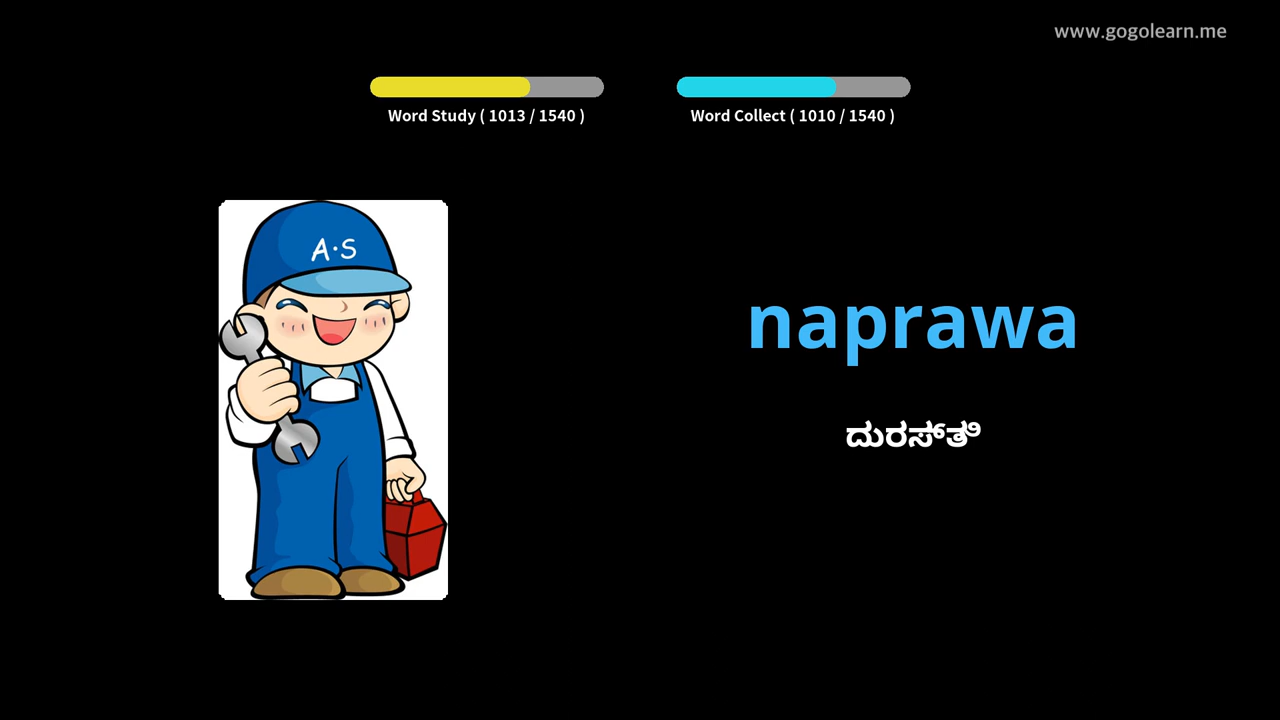 www.gogolearn.me
Word Study ( 1013 / 1540 )
Word Collect ( 1010 / 1540 )
A·S
naprawa
ದುರಸ್ತಿ